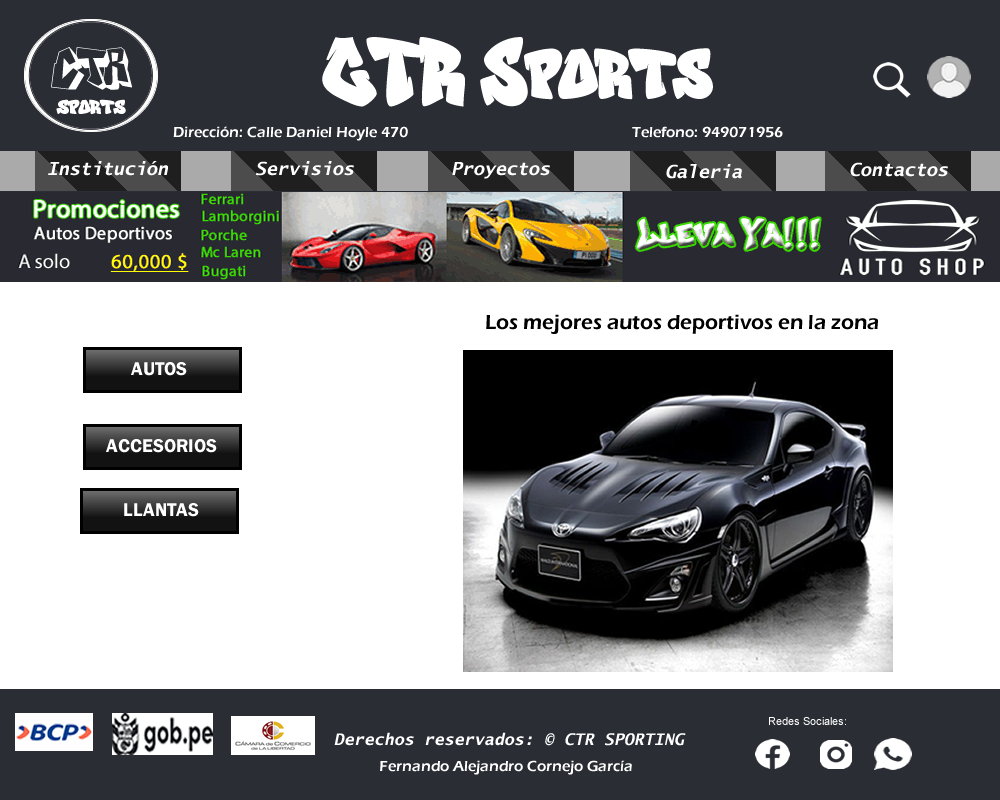 CTR
SPORTS
CTR SPORTS
Dirección: Calle Daniel Hoyle 470
Telefono: 949071956
Institución
Servisios
Proyectos
Galeria
Contactos
Promociones
Autos Deportivos
A solo 60,000 $
Ferrari
Lamborgini
Porche
Mc Laren
Bugati
P1 OOO
LLEVA YA!!!
AUTO SHOP
Los mejores autos deportivos en la zona
AUTOS
ACCESORIOS
LLANTAS
BCP
gob.pe
CÁMARA DE COMERCIO
DE LA LIBERTAD
Derechos reservados: © CTR SPORTING
Fernando Alejandro Cornejo García
Redes Sociales: